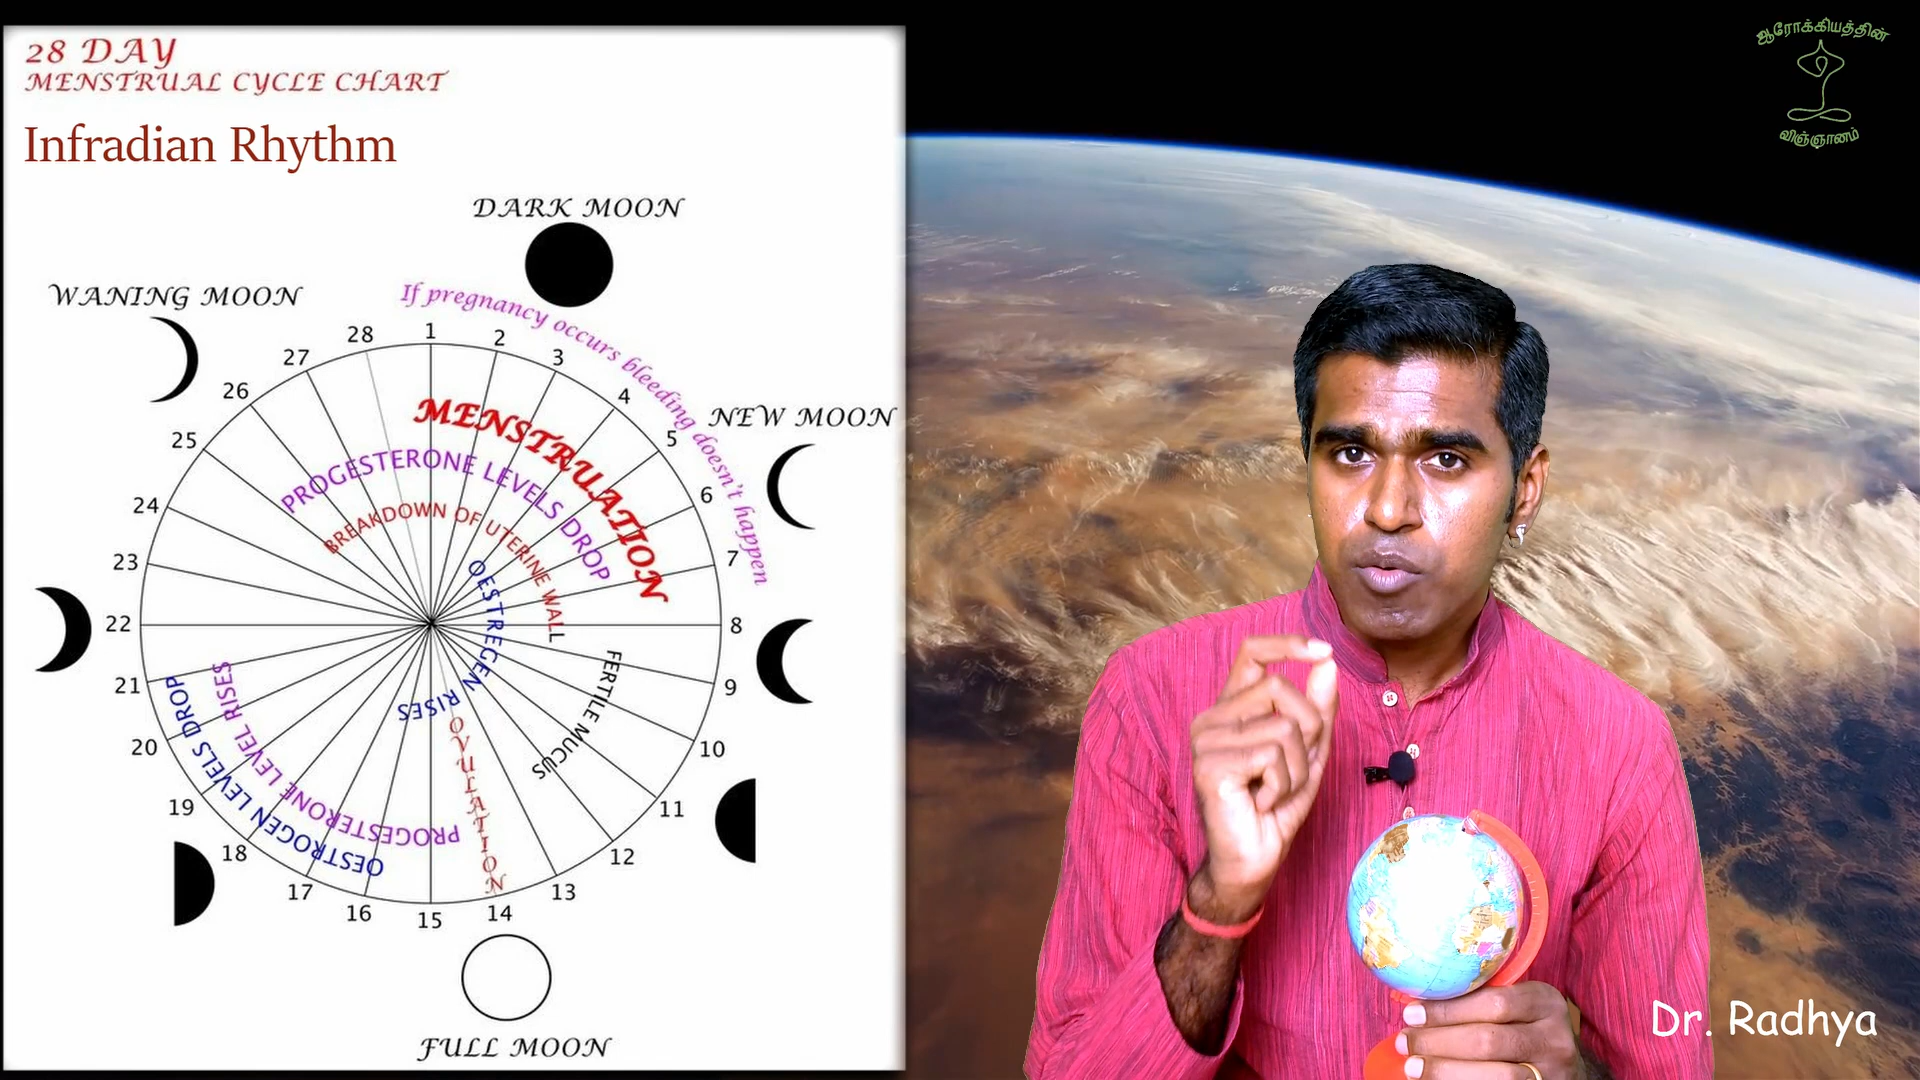 28 DAY
MENSTRUAL CYCLE CHART
Infradian Rhythm
DARK MOON
WANING MOON
If pregnancy occurs bleeding doesn't happen
NEW MOON
1
2
3
4
5
6
7
8
9
10
11
12
13
14
15
16
17
18
19
20
21
22
23
24
25
26
27
28
MENSTRUATION
PROGESTERONE LEVELS DROP
BREAKDOWN OF UTERINE WALL
OESTREGEN RISES
FERTILE MUCUS
OVULATION
PROGESTERONE LEVEL RISES
OESTROGEN LEVELS DROP
FULL MOON
ஆரோக்கியத்தின்
விஞ்ஞானம்
Dr. Radhya